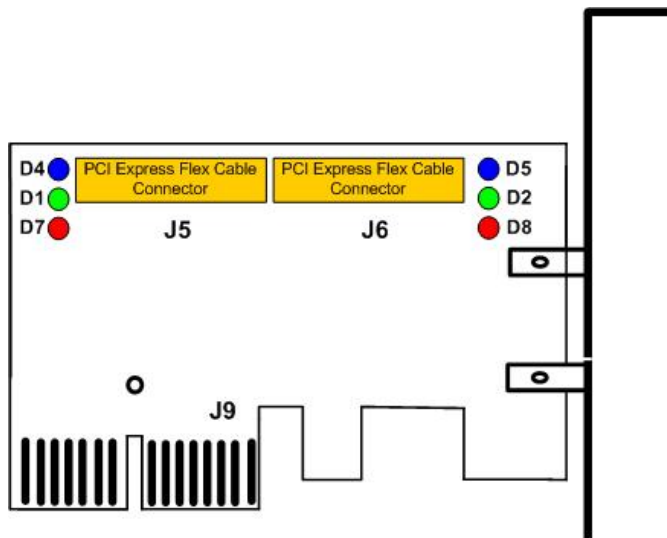 D4
PCI Express Flex Cable
Connector
PCI Express Flex Cable
Connector
D5
D1
D2
D7
J5
J6
D8
J9